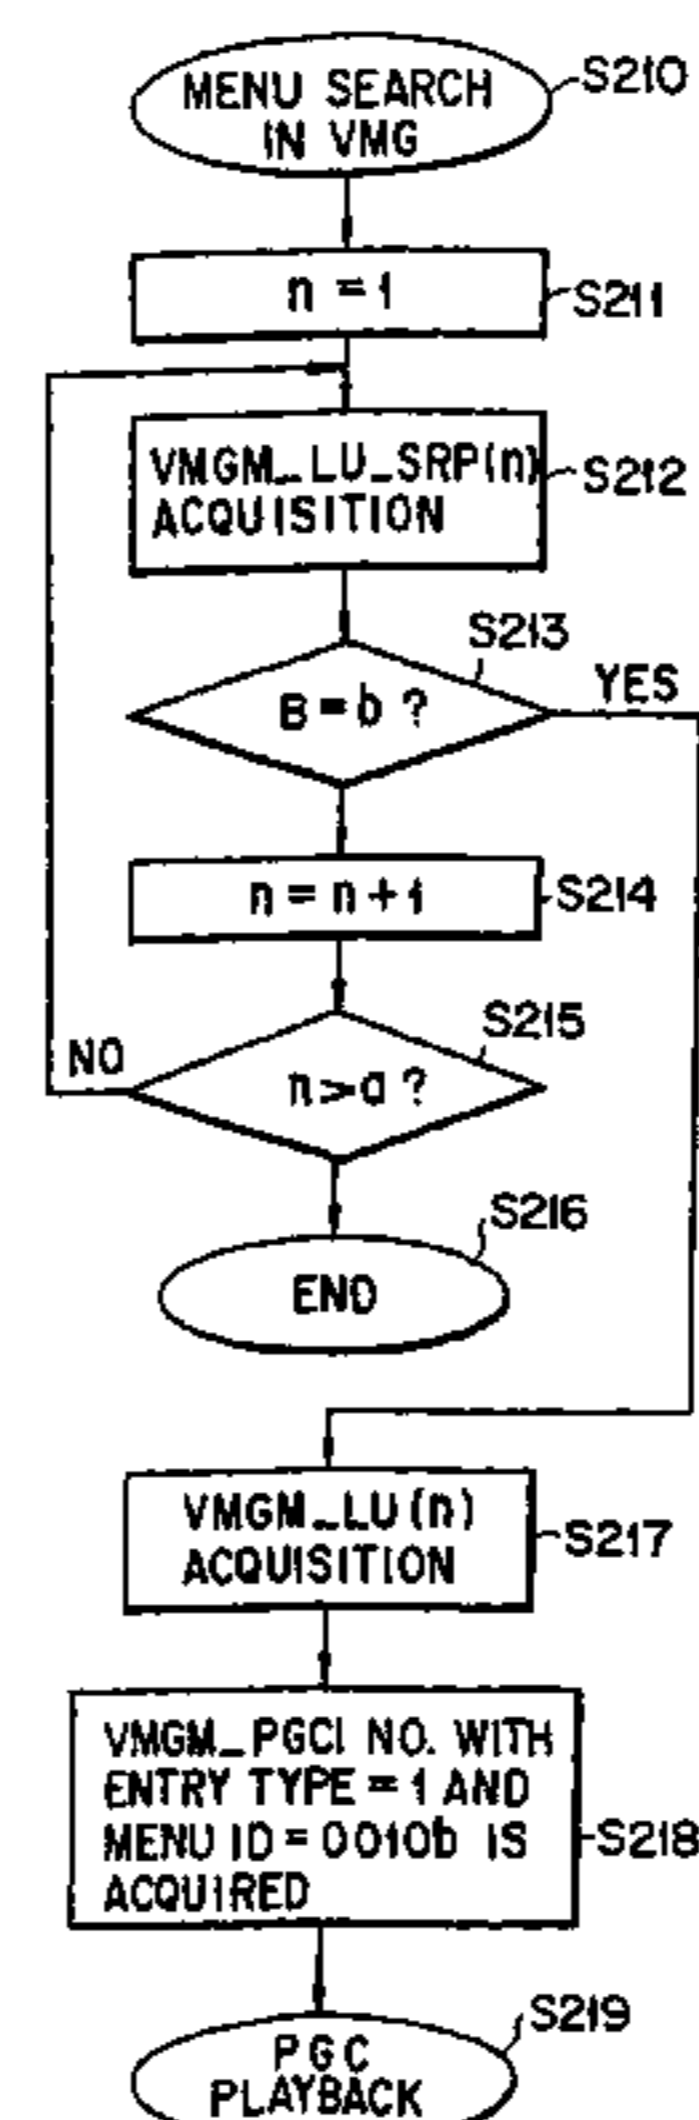 MENU SEARCH
IN VMG
S210
n = 1
S211
VMGM_LU_SRP(n)
ACQUISITION
S212
S213
B = b ?
YES
n = n + 1
S214
S215
NO
n > a ?
S216
END
VMGM_LU(n)
ACQUISITION
S217
VMGM_PGCI NO. WITH
ENTRY TYPE = 1 AND
MENU ID = 0010b IS
ACQUIRED
S218
S219
PGC
PLAYBACK